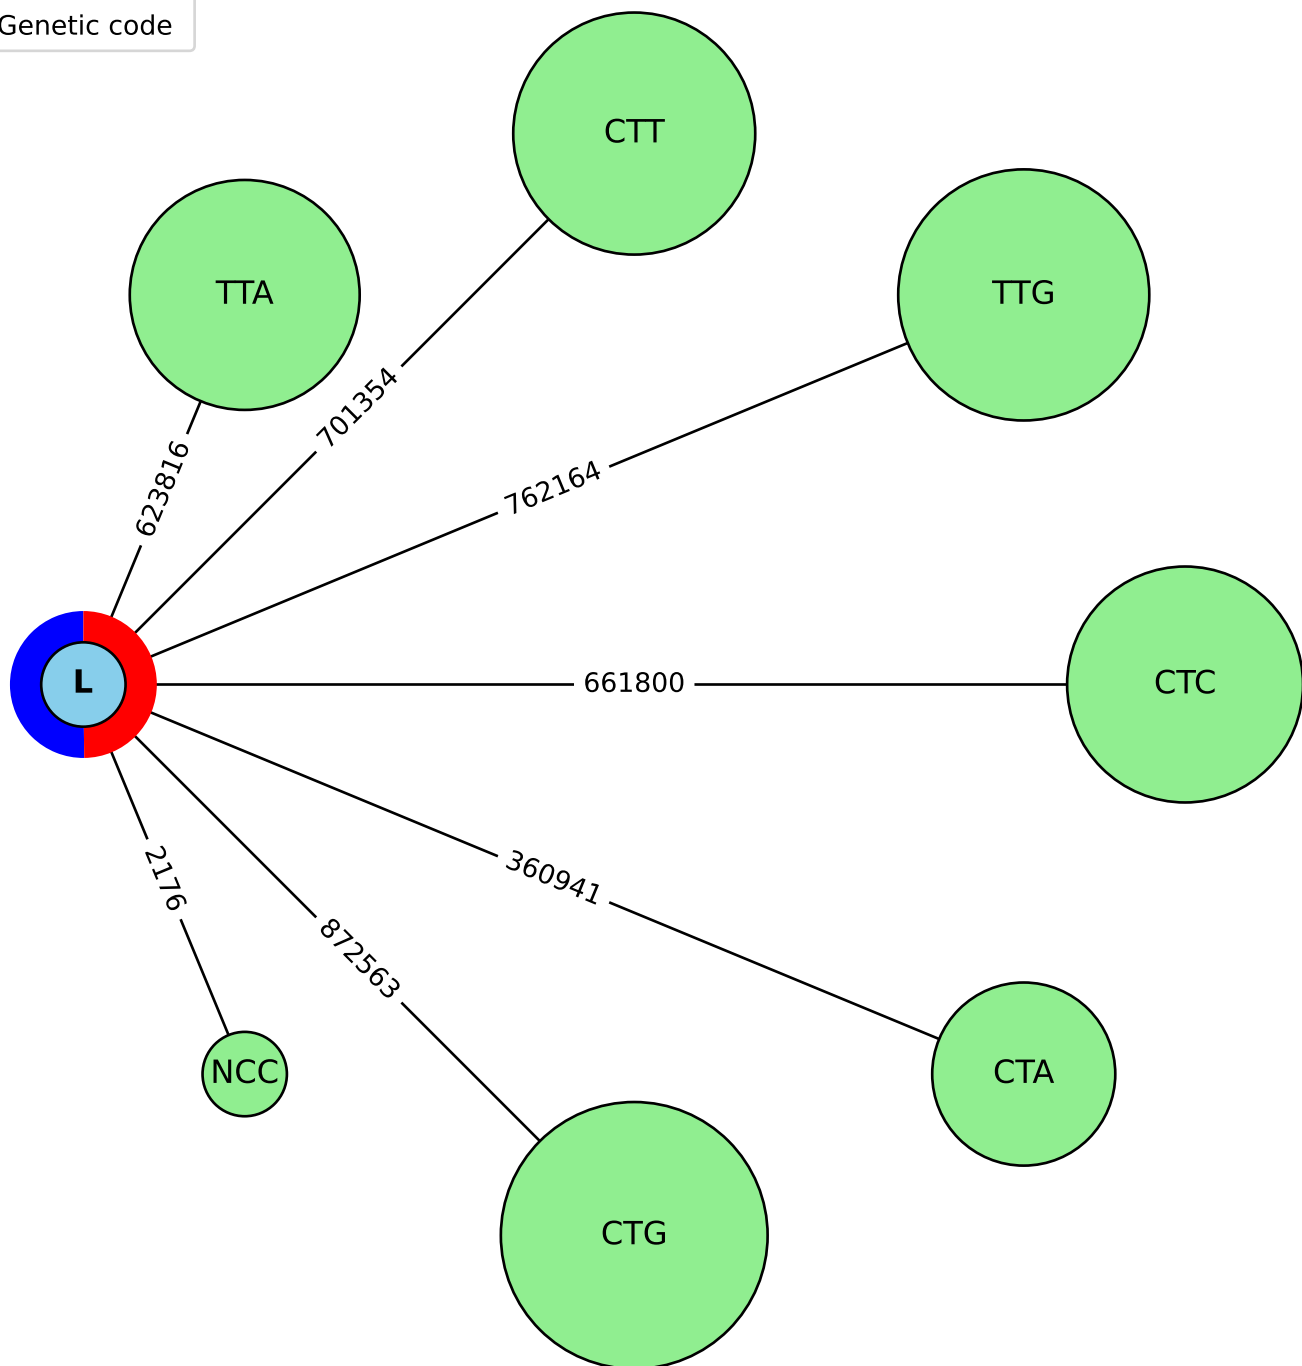 Genetic code
CTT
TTA
TTG
701354
623816
762164
L
661800
CTC
360941
2176
872563
NCC
CTA
CTG